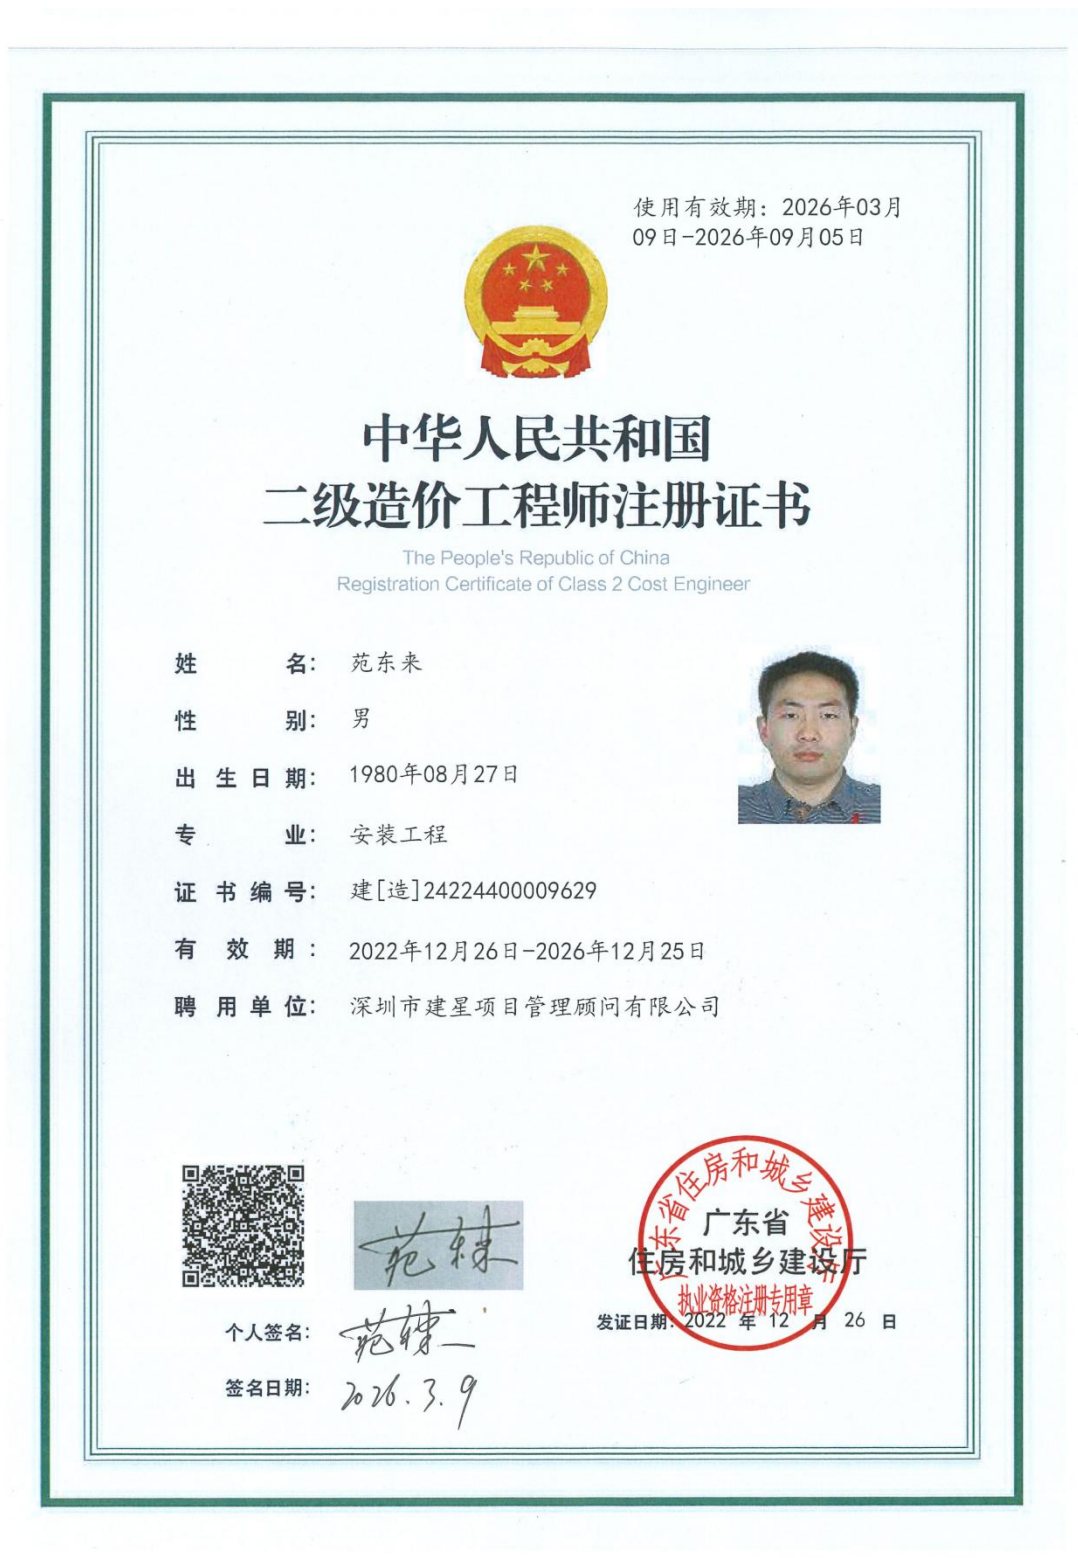 使用有效期：2026年03月
09日-2026年09月05日
中华人民共和国
二级造价工程师注册证书
The People's Republic of China
Registration Certificate of Class 2 Cost Engineer
姓名：苑东来
性别：男
出生日期：1980年08月27日
专业：安装工程
证书编号：建[造]24224400009629
有效期：2022年12月26日-2026年12月25日
聘用单位：深圳市建星项目管理顾问有限公司
广东省住房和城乡建设厅
广东省
住房和城乡建设厅
执业资格注册专用章
发证日期：2022 年 12 月 26 日
苑东来
个人签名：苑东来
签名日期：2026.3.9